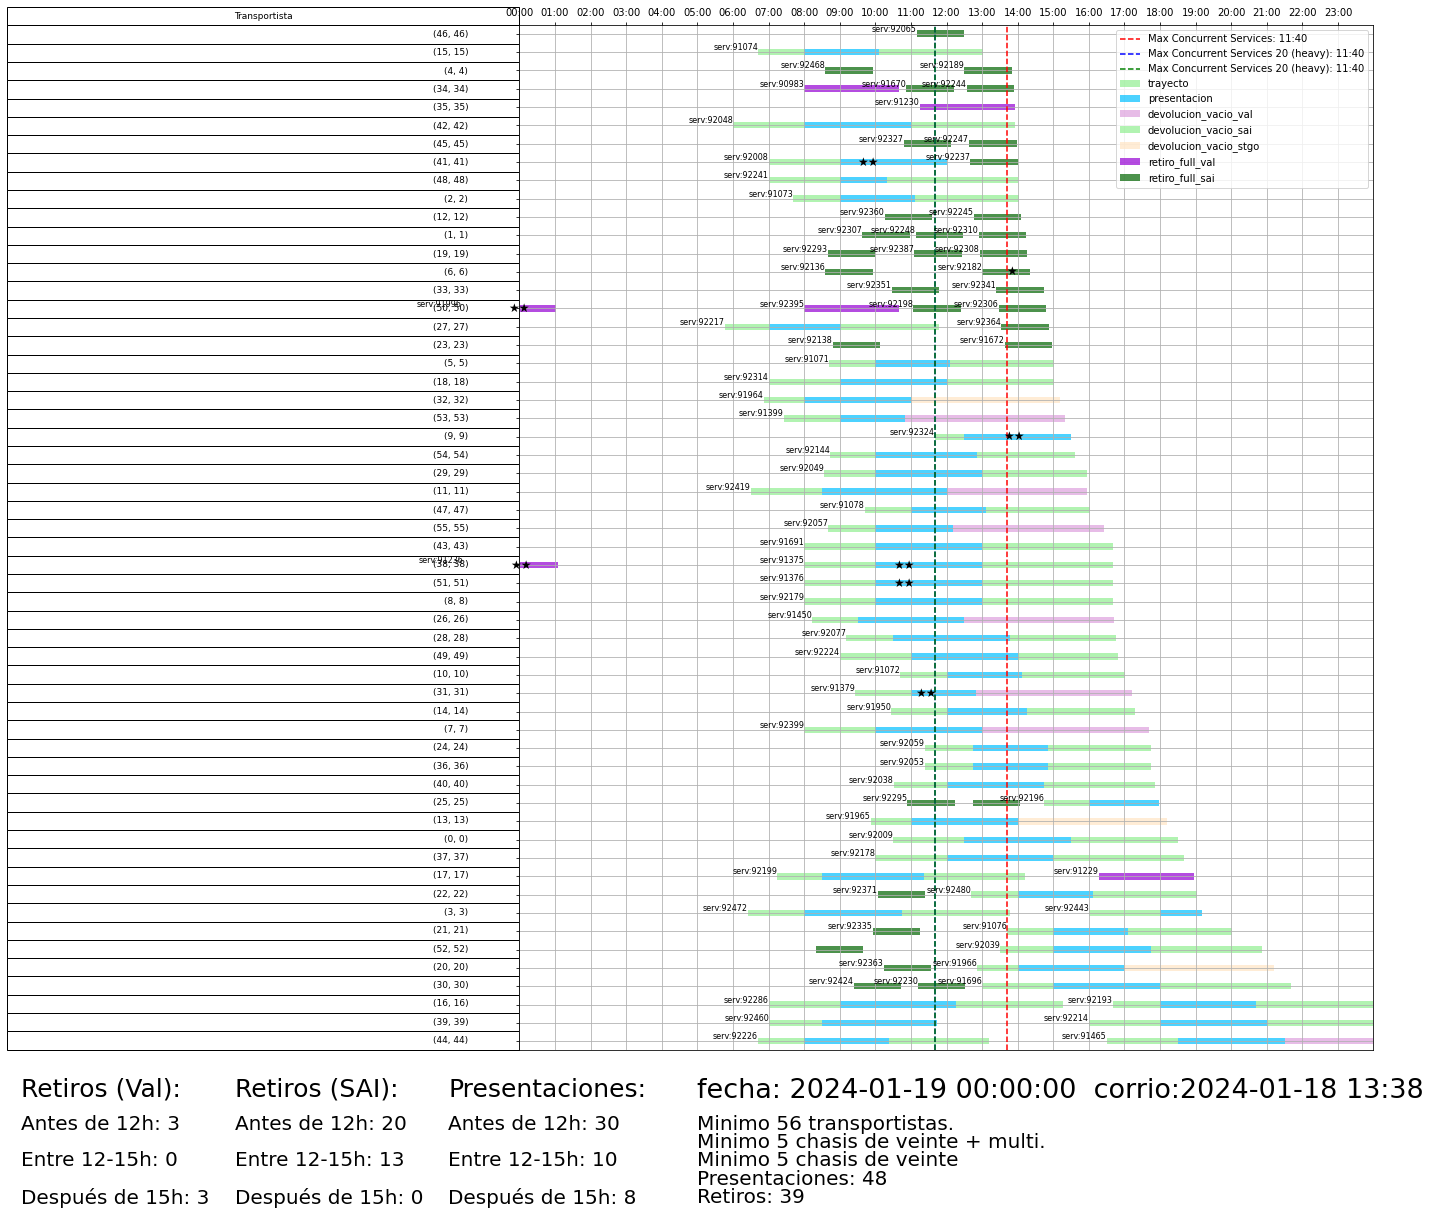 Transportista
00:00 01:00 02:00 03:00 04:00 05:00 06:00 07:00 08:00 09:00 10:00 11:00 12:00 13:00 14:00 15:00 16:00 17:00 18:00 19:00 20:00 21:00 22:00 23:00
Max Concurrent Services: 11:40
Max Concurrent Services 20 (heavy): 11:40
Max Concurrent Services 20 (heavy): 11:40
trayecto
presentacion
devolucion_vacio_val
devolucion_vacio_sai
devolucion_vacio_stgo
retiro_full_val
retiro_full_sai
(46, 46) serv:92065
(15, 15) serv:91074
(4, 4) serv:92468 serv:92189
(34, 34) serv:90983 serv:91670 serv:92244
(35, 35) serv:91230
(42, 42) serv:92048
(45, 45) serv:92327 serv:92247
(41, 41) serv:92008 serv:92237
(48, 48) serv:92241
(2, 2) serv:91073
(12, 12) serv:92360 serv:92245
(1, 1) serv:92307 serv:92248 serv:92310
(19, 19) serv:92293 serv:92387 serv:92308
(6, 6) serv:92136 serv:92182
(33, 33) serv:92351 serv:92341
(50, 50) serv:92395 serv:92198 serv:92306
(27, 27) serv:92217 serv:92364
(23, 23) serv:92138 serv:91672
(5, 5) serv:91071
(18, 18) serv:92314
(32, 32) serv:91964
(53, 53) serv:91399
(9, 9) serv:92324
(54, 54) serv:92144
(29, 29) serv:92049
(11, 11) serv:92419
(47, 47) serv:91078
(55, 55) serv:92057
(43, 43) serv:91691
(38, 38) serv:91375
(51, 51) serv:91376
(8, 8) serv:92179
(26, 26) serv:91450
(28, 28) serv:92077
(49, 49) serv:92224
(10, 10) serv:91072
(31, 31) serv:91379
(14, 14) serv:91950
(7, 7) serv:92399
(24, 24) serv:92059
(36, 36) serv:92053
(40, 40) serv:92038
(25, 25) serv:92295 serv:92196
(13, 13) serv:91965
(0, 0) serv:92009
(37, 37) serv:92178
(17, 17) serv:92199 serv:91229
(22, 22) serv:92371 serv:92480
(3, 3) serv:92472 serv:92443
(21, 21) serv:92335 serv:91076
(52, 52) serv:92039
(20, 20) serv:92363 serv:91966
(30, 30) serv:92424 serv:92230 serv:91696
(16, 16) serv:92286 serv:92193
(39, 39) serv:92460 serv:92214
(44, 44) serv:92226 serv:91465
Retiros (Val): Retiros (SAI): Presentaciones: fecha: 2024-01-19 00:00:00 corrio:2024-01-18 13:38
Antes de 12h: 3 Antes de 12h: 20 Antes de 12h: 30 Minimo 56 transportistas.
Minimo 5 chasis de veinte + multi.
Entre 12-15h: 0 Entre 12-15h: 13 Entre 12-15h: 10 Minimo 5 chasis de veinte
Presentaciones: 48
Después de 15h: 3 Después de 15h: 0 Después de 15h: 8 Retiros: 39